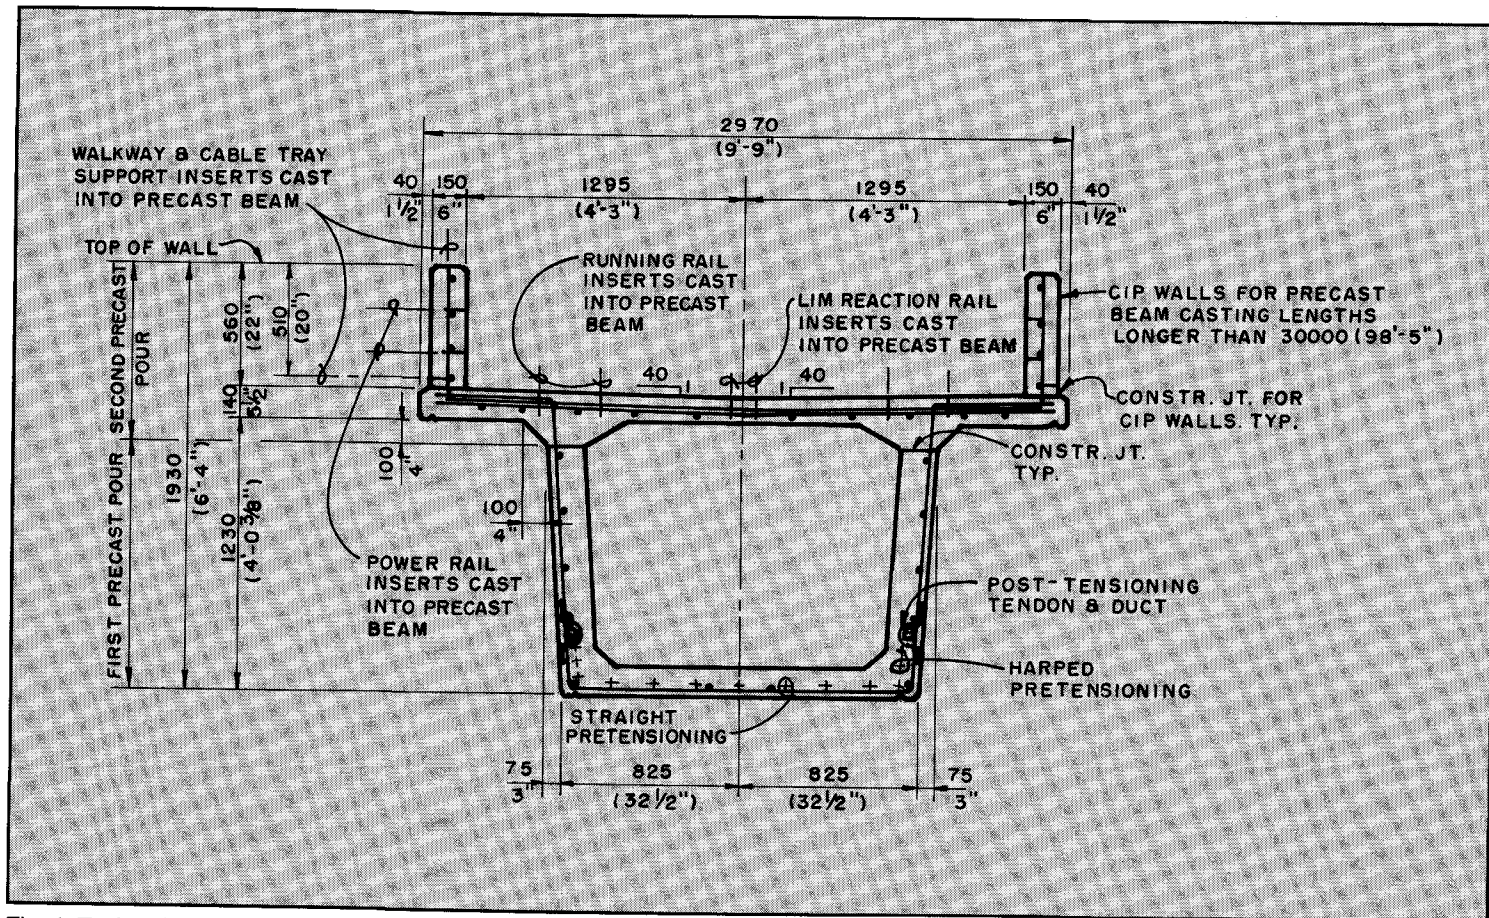 2970
(9'-9")
WALKWAY & CABLE TRAY
SUPPORT INSERTS CAST
INTO PRECAST BEAM
40
1 1/2"
150
6"
1295
(4'-3")
1295
(4'-3")
150
6"
40
1 1/2"
TOP OF WALL
RUNNING RAIL
INSERTS CAST
INTO PRECAST
BEAM
LIM REACTION RAIL
INSERTS CAST
INTO PRECAST BEAM
CIP WALLS FOR PRECAST
BEAM CASTING LENGTHS
LONGER THAN 30000 (98'-5")
SECOND PRECAST
POUR
560
(22")
510
(20")
40
1
1
40
140
5 1/2"
CONSTR. JT. FOR
CIP WALLS. TYP.
CONSTR. JT.
TYP.
FIRST PRECAST POUR
1930
(6'-4")
1230
(4'-0 3/8")
100
4"
100
4"
POWER RAIL
INSERTS CAST
INTO PRECAST
BEAM
POST-TENSIONING
TENDON & DUCT
HARPED
PRETENSIONING
STRAIGHT
PRETENSIONING
75
3"
825
(32 1/2")
825
(32 1/2")
75
3"